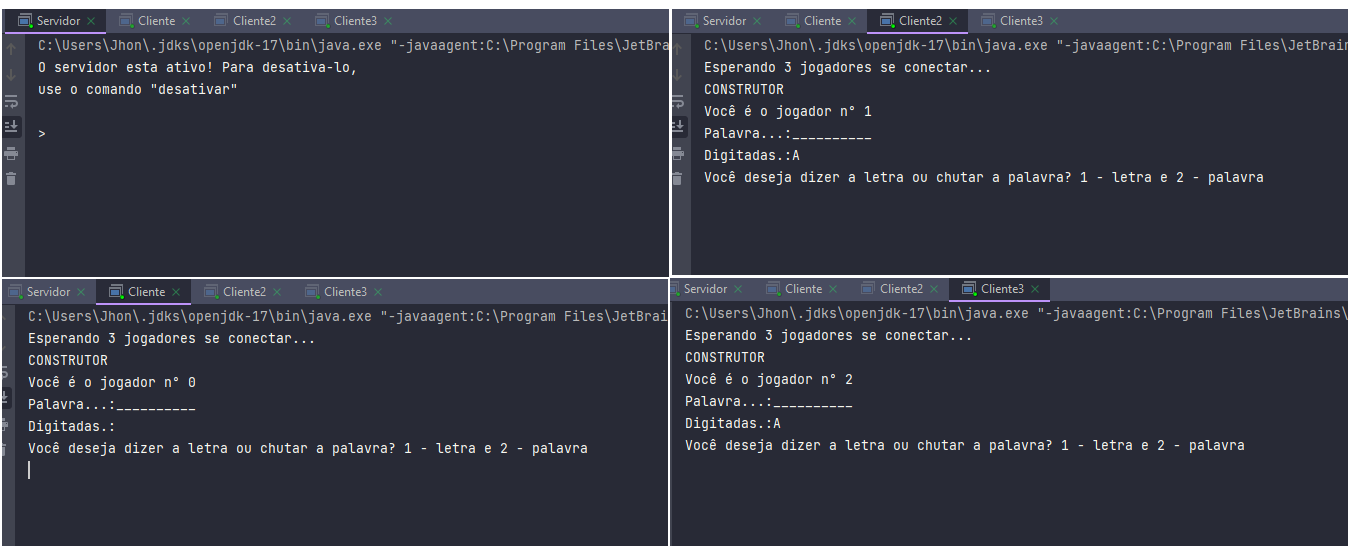 Servidor Cliente Cliente2 Cliente3
C:\Users\Jhon\.jdks\openjdk-17\bin\java.exe "-javaagent:C:\Program Files\JetBra
O servidor esta ativo! Para desativa-lo,
use o comando "desativar"
>
Servidor Cliente Cliente2 Cliente3
C:\Users\Jhon\.jdks\openjdk-17\bin\java.exe "-javaagent:C:\Program Files\JetBrain
Esperando 3 jogadores se conectar...
CONSTRUTOR
Você é o jogador n° 1
Palavra...:__________
Digitadas.:A
Você deseja dizer a letra ou chutar a palavra? 1 - letra e 2 - palavra
Servidor Cliente Cliente2 Cliente3
C:\Users\Jhon\.jdks\openjdk-17\bin\java.exe "-javaagent:C:\Program Files\JetBrai
Esperando 3 jogadores se conectar...
CONSTRUTOR
Você é o jogador n° 0
Palavra...:__________
Digitadas.:
Você deseja dizer a letra ou chutar a palavra? 1 - letra e 2 - palavra
Servidor Cliente Cliente2 Cliente3
C:\Users\Jhon\.jdks\openjdk-17\bin\java.exe "-javaagent:C:\Program Files\JetBrains\
Esperando 3 jogadores se conectar...
CONSTRUTOR
Você é o jogador n° 2
Palavra...:__________
Digitadas.:A
Você deseja dizer a letra ou chutar a palavra? 1 - letra e 2 - palavra